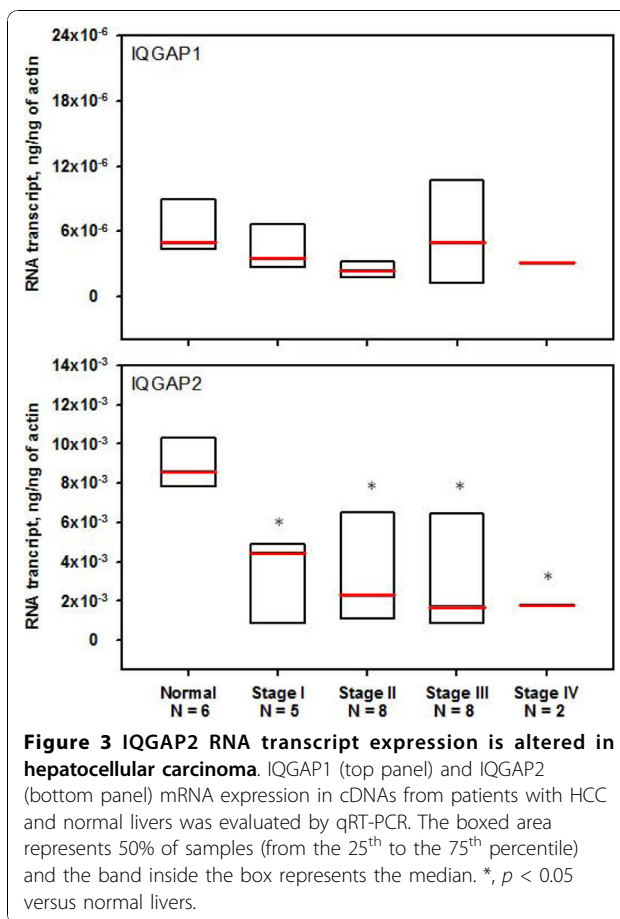 IQGAP1
RNA transcript, ng/ng of actin
24x10⁻⁶
18x10⁻⁶
12x10⁻⁶
6x10⁻⁶
0
IQGAP2
RNA trancript, ng/ng of actin
14x10⁻³
12x10⁻³
10x10⁻³
8x10⁻³
6x10⁻³
4x10⁻³
2x10⁻³
0
*
*
*
*
Normal Stage I Stage II Stage III Stage IV
N = 6 N = 5 N = 8 N = 8 N = 2
Figure 3 IQGAP2 RNA transcript expression is altered in
hepatocellular carcinoma. IQGAP1 (top panel) and IQGAP2
(bottom panel) mRNA expression in cDNAs from patients with HCC
and normal livers was evaluated by qRT-PCR. The boxed area
represents 50% of samples (from the 25th to the 75th percentile)
and the band inside the box represents the median. *, p < 0.05
versus normal livers.